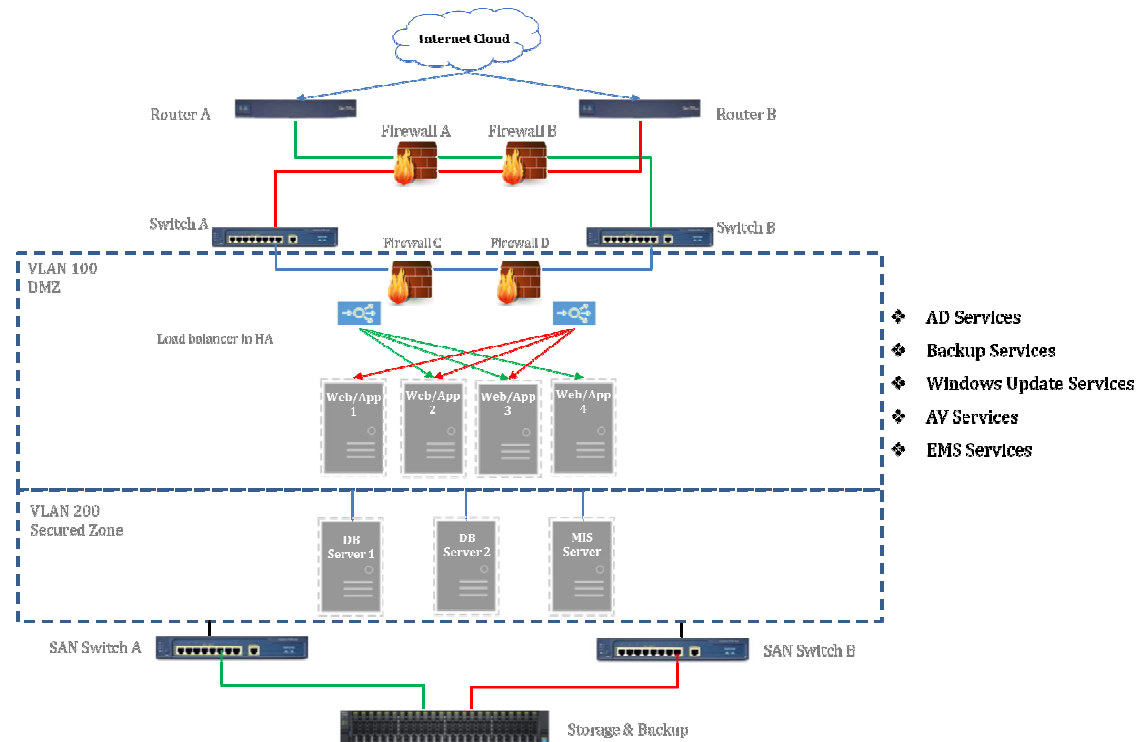 Internet Cloud
Router A
Router B
Firewall A
Firewall B
Switch A
Switch B
Firewall C
Firewall D
VLAN 100
DMZ
Load balancer in HA
Web/App
1
Web/App
2
Web/App
3
Web/App
4
❖ AD Services
❖ Backup Services
❖ Windows Update Services
❖ AV Services
❖ EMS Services
VLAN 200
Secured Zone
DB
Server 1
DB
Server 2
MIS
Server
SAN Switch A
SAN Switch B
Storage & Backup